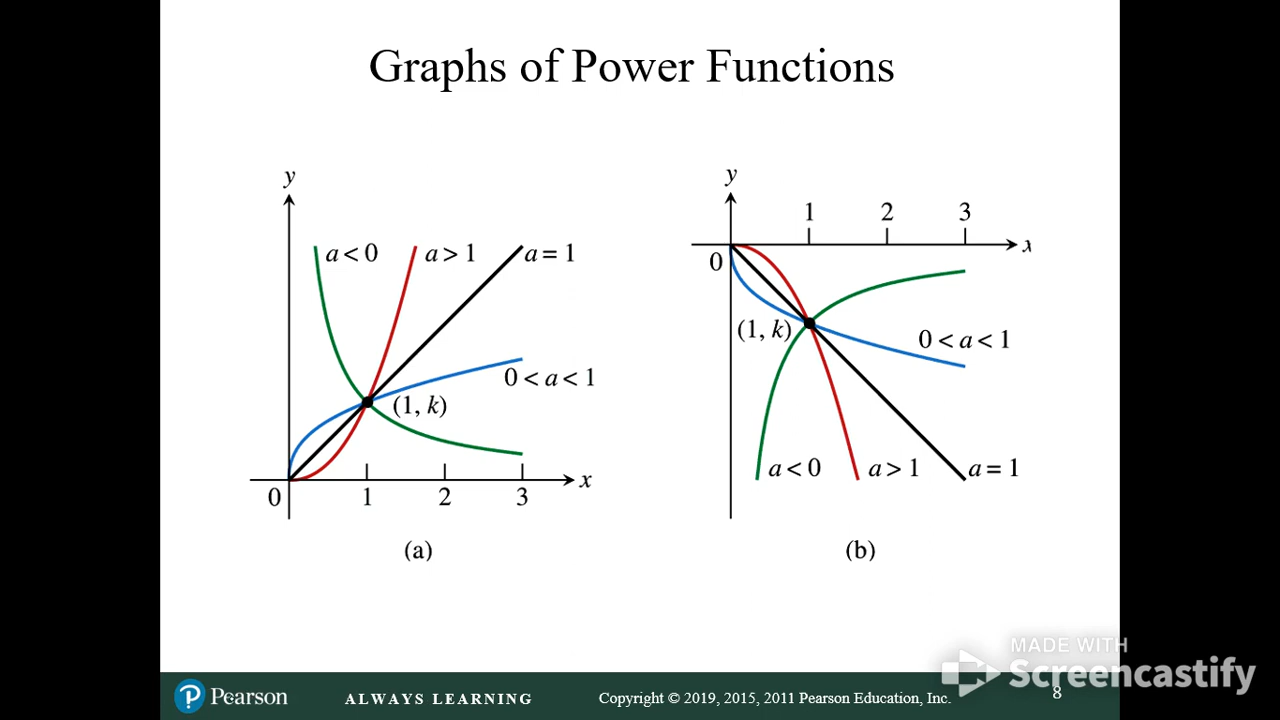 Graphs of Power Functions
y
a < 0
a > 1
a = 1
0 < a < 1
(1, k)
0
1
2
3
x
(a)
y
1
2
3
x
0
(1, k)
0 < a < 1
a < 0
a > 1
a = 1
(b)
MADE WITH
Screencastify
Pearson
ALWAYS LEARNING
Copyright © 2019, 2015, 2011 Pearson Education, Inc.
8